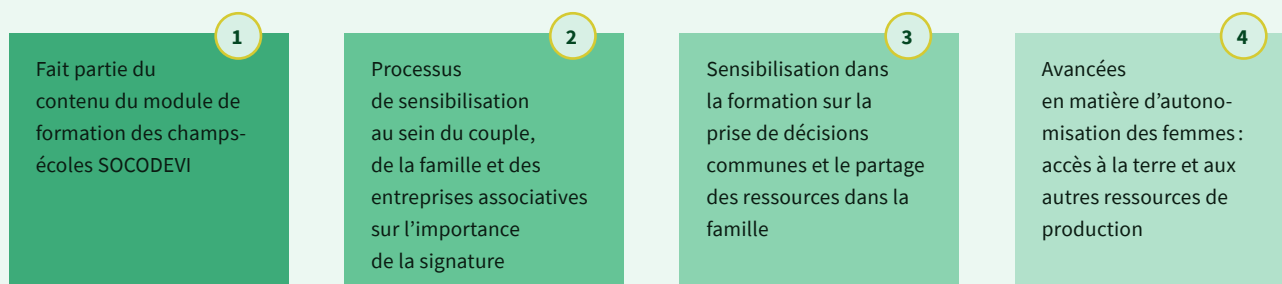 1
Fait partie du
contenu du module de
formation des champs-
écoles SOCODEVI
2
Processus
de sensibilisation
au sein du couple,
de la famille et des
entreprises associatives
sur l’importance
de la signature
3
Sensibilisation dans
la formation sur la
prise de décisions
communes et le partage
des ressources dans la
famille
4
Avancées
en matière d’autono-
misation des femmes :
accès à la terre et aux
autres ressources de
production